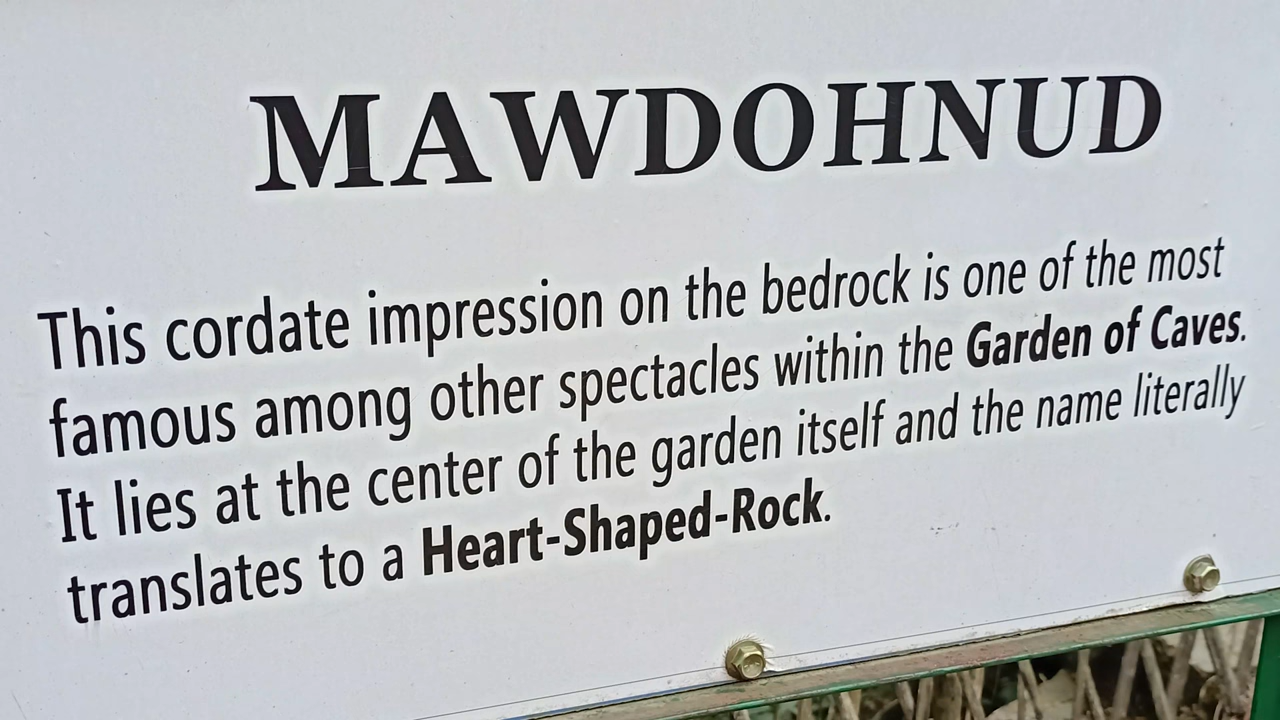 MAWDOHNUD
This cordate impression on the bedrock is one of the most
famous among other spectacles within the Garden of Caves.
It lies at the center of the garden itself and the name literally
translates to a Heart-Shaped-Rock.